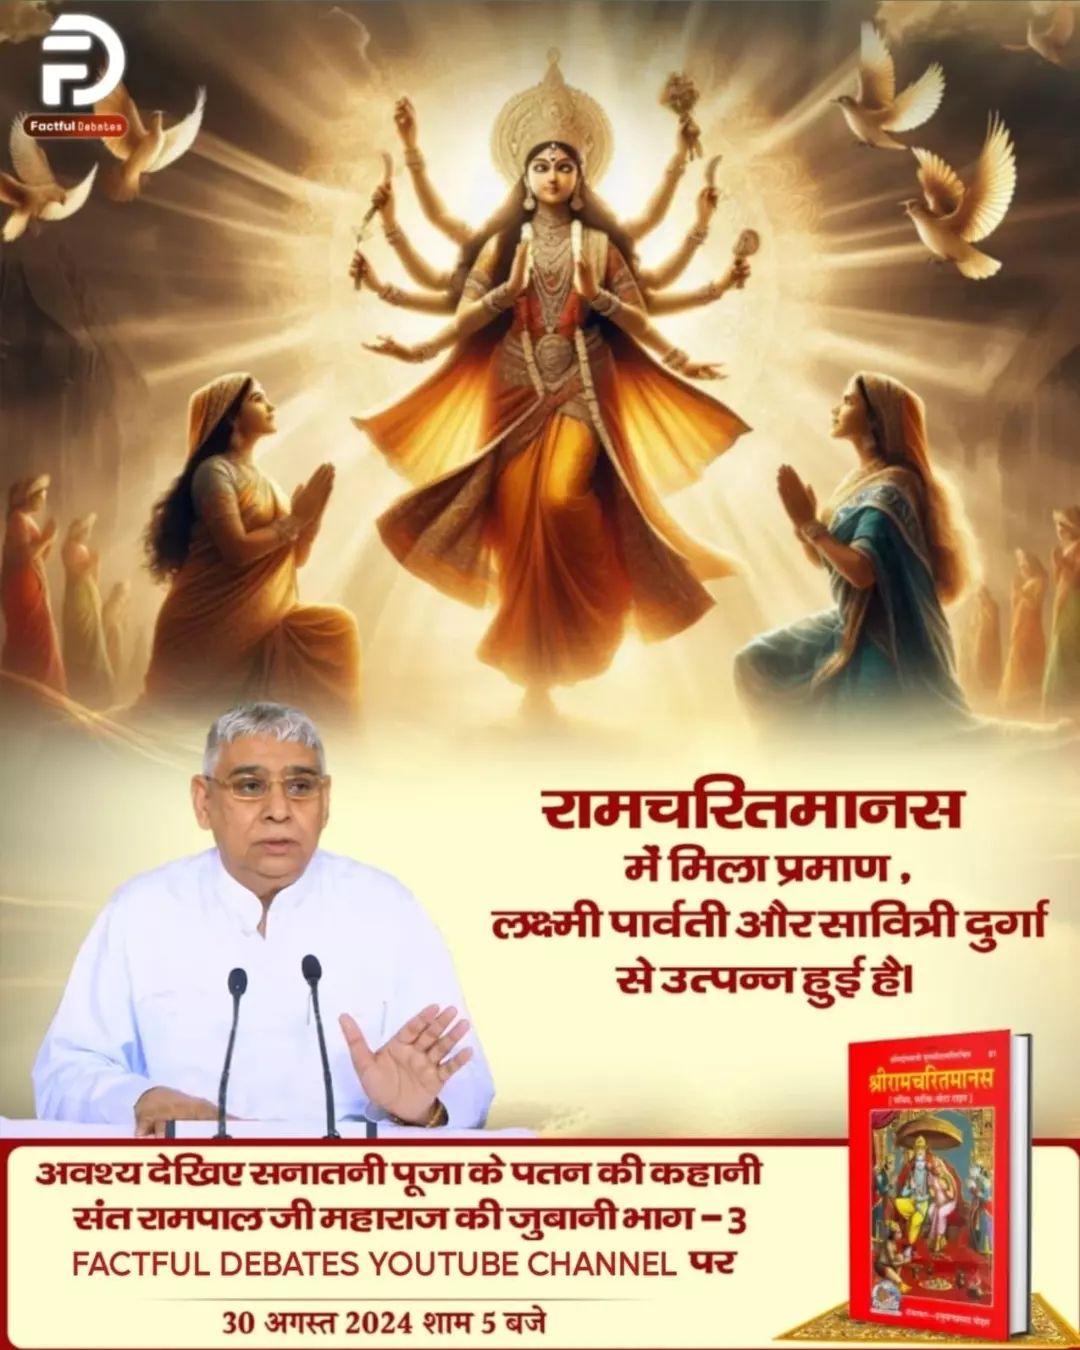 Factful Debates
रामचरितमानस
में मिला प्रमाण ,
लक्ष्मी पार्वती और सावित्री दुर्गा
से उत्पन्न हुई है।
81
श्रीरामचरितमानस
अवश्य देखिए सनातनी पूजा के पतन की कहानी
संत रामपाल जी महाराज की जुबानी भाग - 3
FACTFUL DEBATES YOUTUBE CHANNEL पर
30 अगस्त 2024 शाम 5 बजे